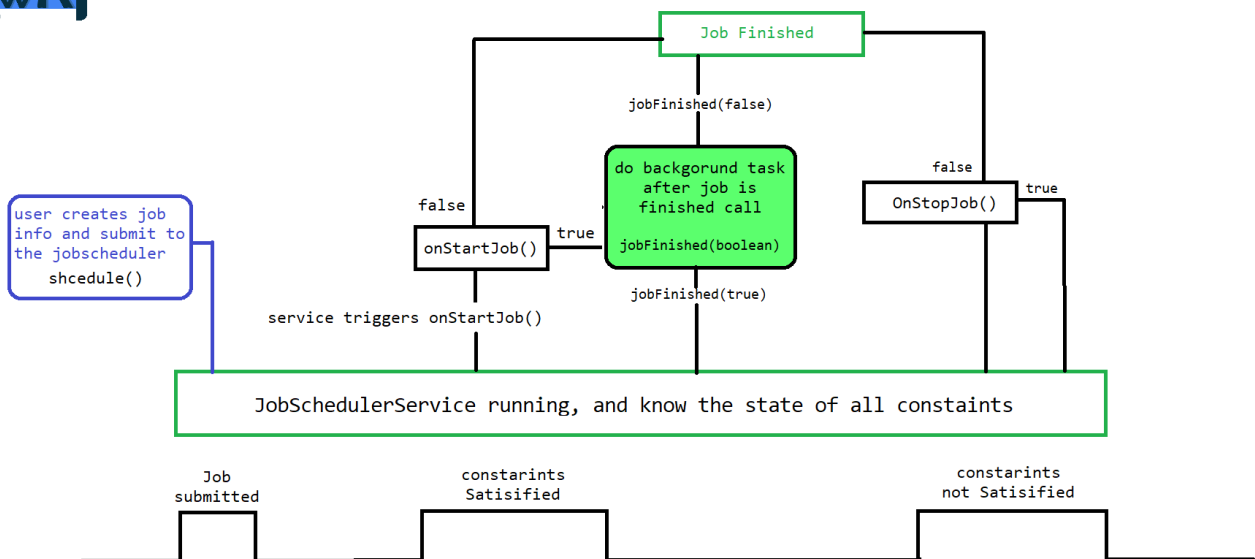 Job Finished
jobFinished(false)
do backgorund task
after job is
finished call
jobFinished(boolean)
false
OnStopJob()
true
user creates job
info and submit to
the jobscheduler
shcedule()
false
onStartJob()
true
jobFinished(true)
service triggers onStartJob()
JobSchedulerService running, and know the state of all constaints
Job
submitted
constarints
Satisified
constarints
not Satisified